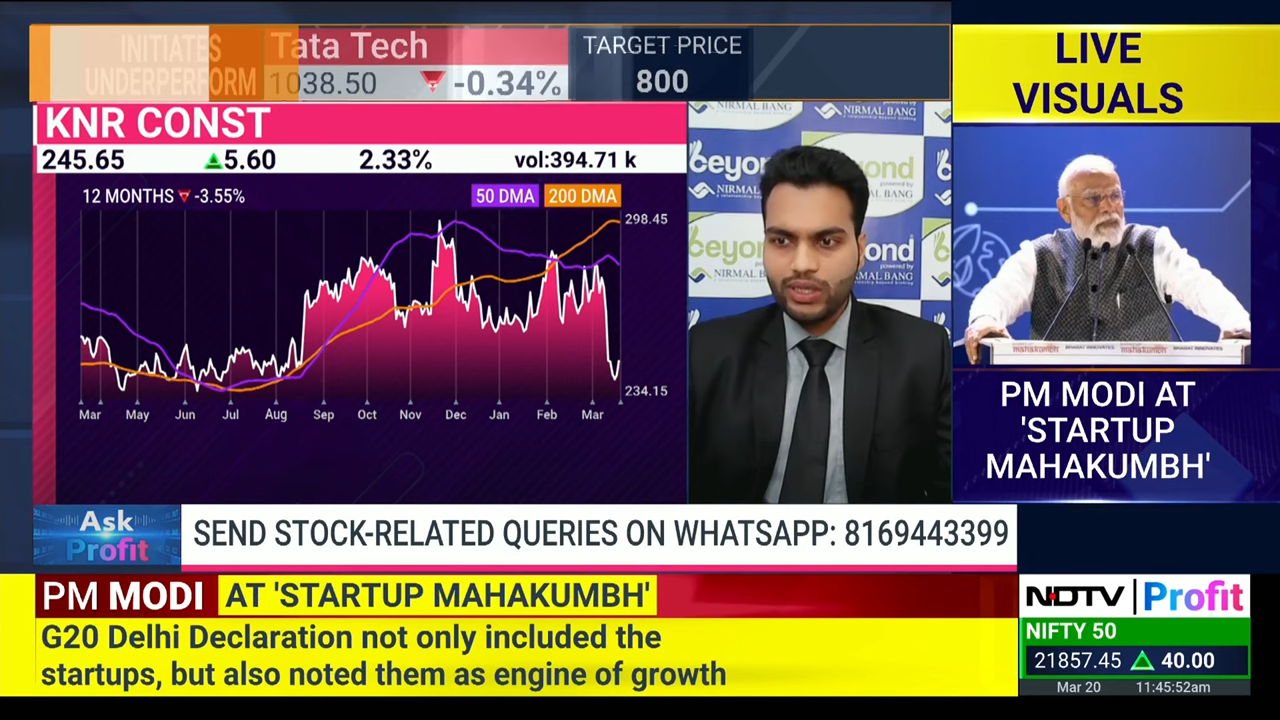 INITIATES
UNDERPERFORM
Tata Tech
1038.50 -0.34%
TARGET PRICE
800
LIVE
VISUALS
KNR CONST
245.65 5.60 2.33% vol:394.71 k
12 MONTHS -3.55% 50 DMA 200 DMA
298.45
234.15
Mar May Jun Jul Aug Sep Oct Nov Dec Jan Feb Mar
NIRMAL BANG
beyond
powered by
NIRMAL BANG
PM MODI AT
'STARTUP
MAHAKUMBH'
Ask
Profit
SEND STOCK-RELATED QUERIES ON WHATSAPP: 8169443399
PM MODI AT 'STARTUP MAHAKUMBH'
G20 Delhi Declaration not only included the
startups, but also noted them as engine of growth
NDTV Profit
NIFTY 50
21857.45 40.00
Mar 20 11:45:52am